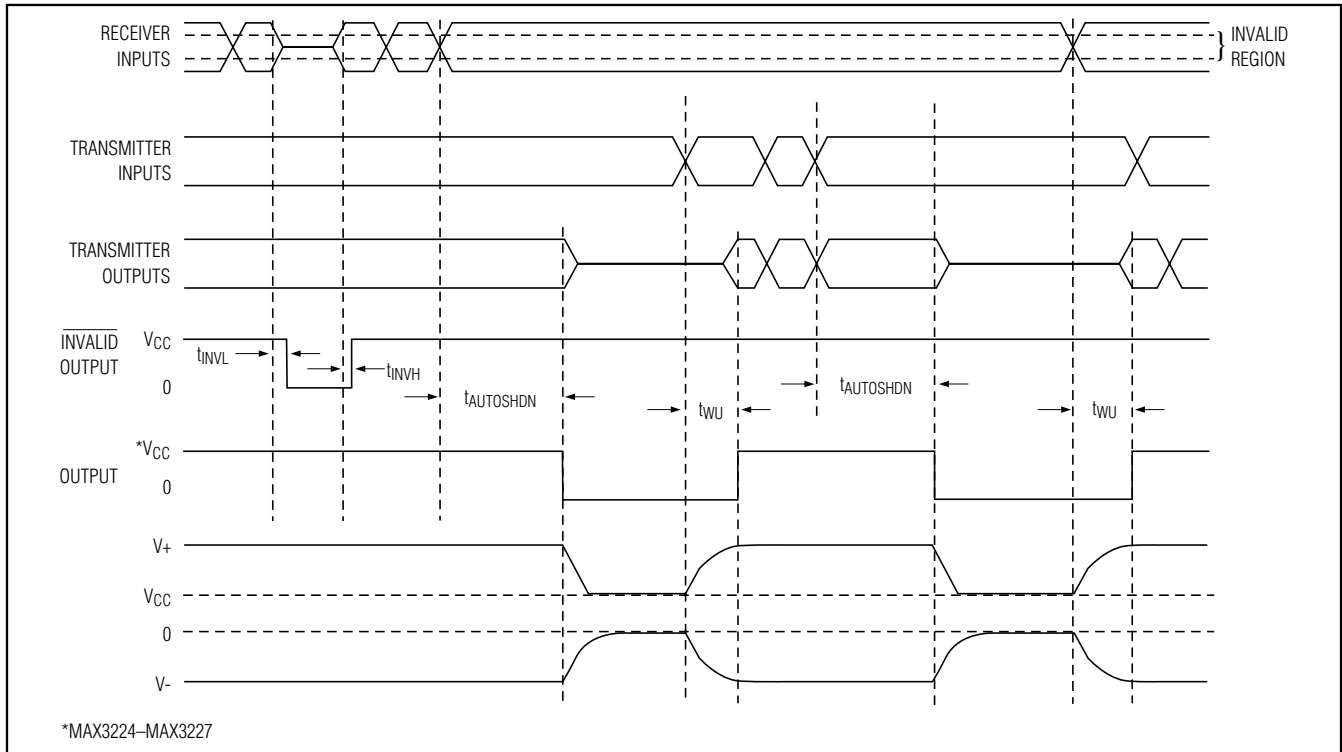 RECEIVER
INPUTS
} INVALID
REGION
TRANSMITTER
INPUTS
TRANSMITTER
OUTPUTS
I̅N̅V̅A̅L̅I̅D̅
OUTPUT
VCC
0
tINVL
tINVH
tAUTOSHDN
tWU
tAUTOSHDN
tWU
OUTPUT
*VCC
0
V+
VCC
0
V-
*MAX3224–MAX3227